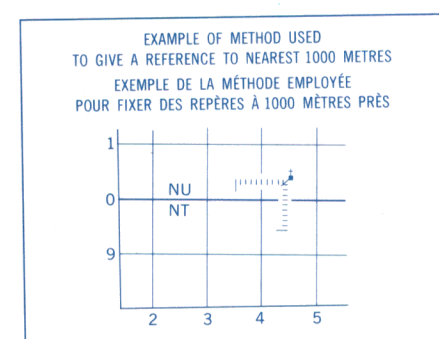 EXAMPLE OF METHOD USED
TO GIVE A REFERENCE TO NEAREST 1000 METRES
EXEMPLE DE LA MÉTHODE EMPLOYÉE
POUR FIXER DES REPÈRES À 1000 MÈTRES PRÈS
1
NU
0
NT
9
2 3 4 5